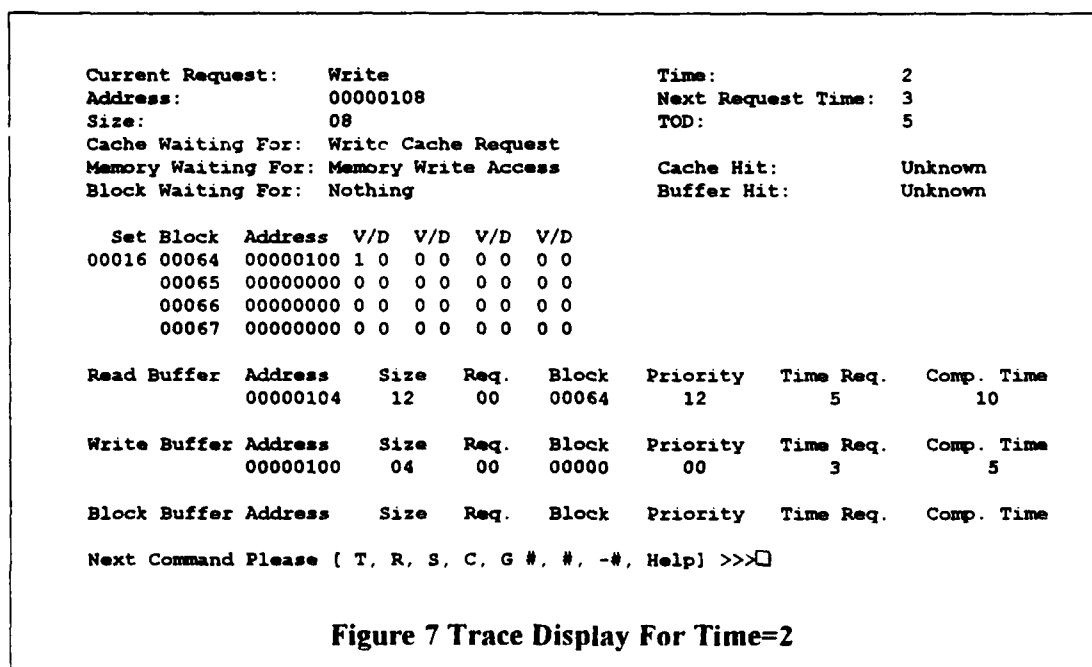 Current Request: Write Time: 2
Address: 00000108 Next Request Time: 3
Size: 08 TOD: 5
Cache Waiting For: Write Cache Request
Memory Waiting For: Memory Write Access Cache Hit: Unknown
Block Waiting For: Nothing Buffer Hit: Unknown
Set Block Address V/D V/D V/D V/D
00016 00064 00000100 1 0 0 0 0 0 0 0
00065 00000000 0 0 0 0 0 0 0 0
00066 00000000 0 0 0 0 0 0 0 0
00067 00000000 0 0 0 0 0 0 0 0
Read Buffer Address Size Req. Block Priority Time Req. Comp. Time
00000104 12 00 00064 12 5 10
Write Buffer Address Size Req. Block Priority Time Req. Comp. Time
00000100 04 00 00000 00 3 5
Block Buffer Address Size Req. Block Priority Time Req. Comp. Time
Next Command Please [ T, R, S, C, G #, #, -#, Help] >>>
Figure 7 Trace Display For Time=2